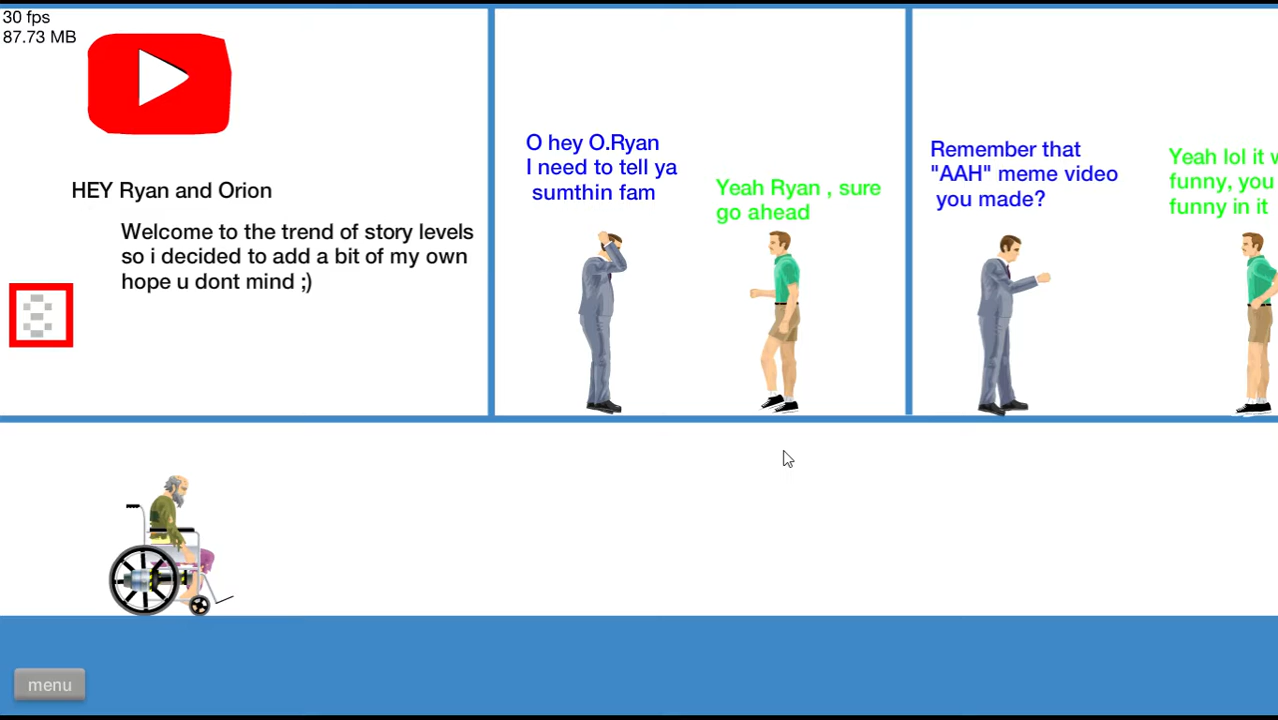 30 fps
87.73 MB
HEY Ryan and Orion
Welcome to the trend of story levels
so i decided to add a bit of my own
hope u dont mind ;)
O hey O.Ryan
I need to tell ya
sumthin fam
Yeah Ryan , sure
go ahead
Remember that
"AAH" meme video
you made?
Yeah lol it w
funny, you
funny in it
menu